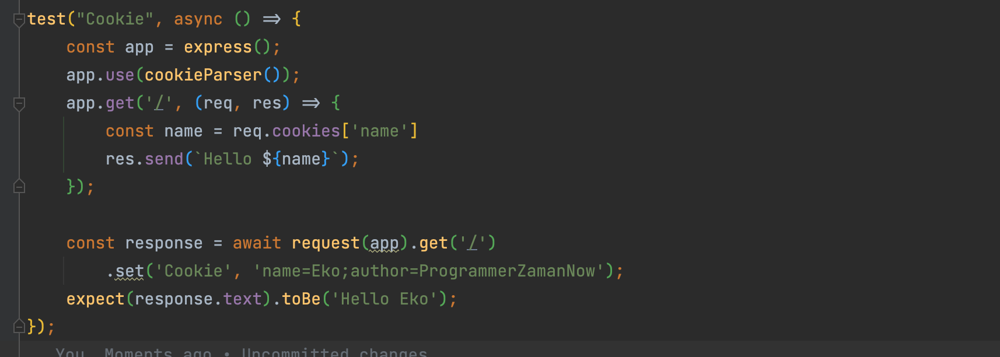 test("Cookie", async () => {
    const app = express();
    app.use(cookieParser());
    app.get('/', (req, res) => {
        const name = req.cookies['name']
        res.send(`Hello ${name}`);
    });

    const response = await request(app).get('/')
        .set('Cookie', 'name=Eko;author=ProgrammerZamanNow');
    expect(response.text).toBe('Hello Eko');
});
You, Moments ago • Uncommitted changes